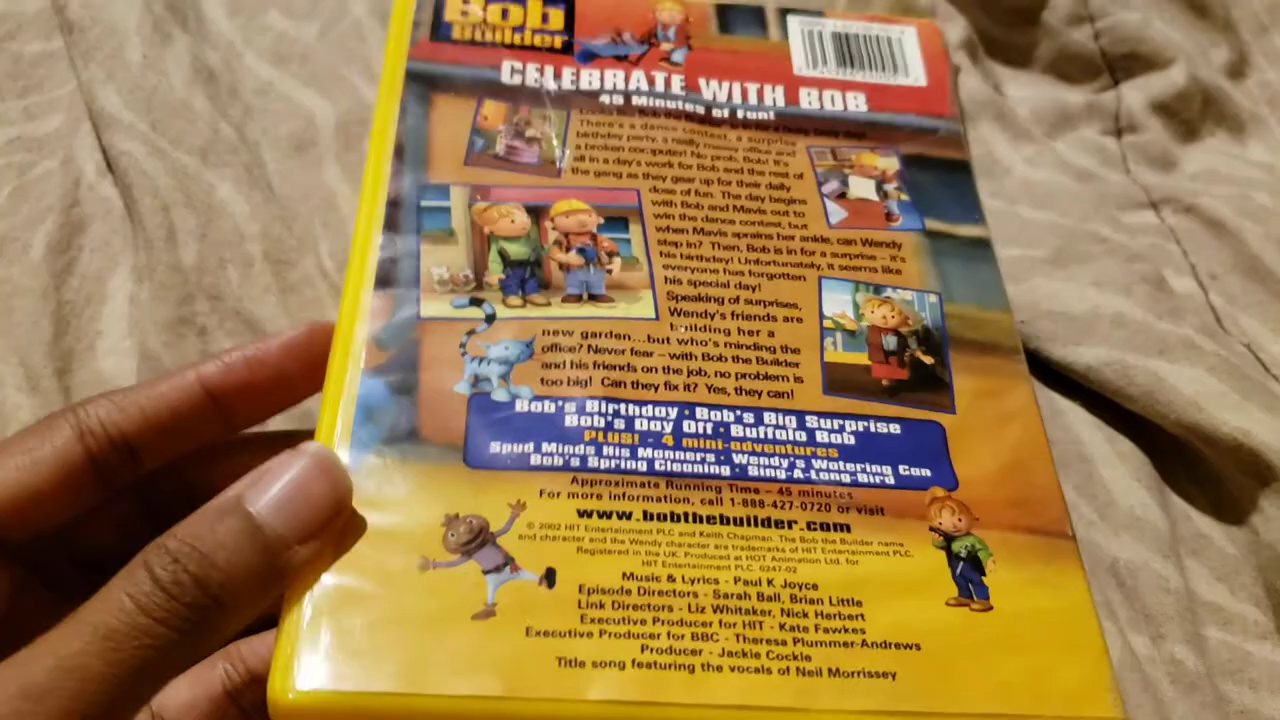 Bob
the Builder
CELEBRATE WITH BOB
45 Minutes of Fun!
Looks like Bob the Builder is in for a busy, busy day!
There's a dance contest, a surprise
birthday party, a really messy office and
a broken computer! No prob, Bob! It's
all in a day's work for Bob and the rest of
the gang as they gear up for their daily
dose of fun. The day begins
with Bob and Mavis out to
win the dance contest, but
when Mavis sprains her ankle, can Wendy
step in? Then, Bob is in for a surprise – it's
his birthday! Unfortunately, it seems like
everyone has forgotten
his special day!
Speaking of surprises,
Wendy's friends are
building her a
new garden...but who's minding the
office? Never fear – with Bob the Builder
and his friends on the job, no problem is
too big! Can they fix it? Yes, they can!
Bob's Birthday • Bob's Big Surprise
Bob's Day Off • Buffalo Bob
PLUS! - 4 mini-adventures
Spud Minds His Manners • Wendy's Watering Can
Bob's Spring Cleaning • Sing-A-Long-Bird
Approximate Running Time – 45 minutes
For more information, call 1-888-427-0720 or visit
www.bobthebuilder.com
© 2002 HIT Entertainment PLC and Keith Chapman. The Bob the Builder name
and character and the Wendy character are trademarks of HIT Entertainment PLC.
Registered in the UK. Produced at HOT Animation Ltd. for
HIT Entertainment PLC. 0247-02
Music & Lyrics - Paul K Joyce
Episode Directors - Sarah Ball, Brian Little
Link Directors - Liz Whitaker, Nick Herbert
Executive Producer for HIT - Kate Fawkes
Executive Producer for BBC - Theresa Plummer-Andrews
Producer - Jackie Cockle
Title song featuring the vocals of Neil Morrissey